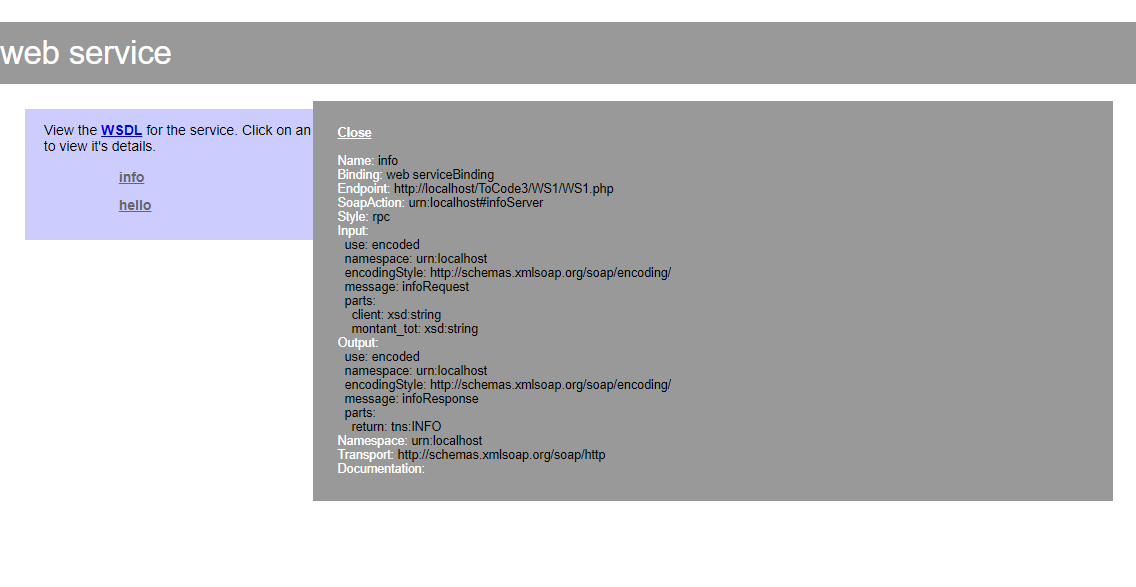 web service
View the WSDL for the service. Click on an
to view it's details.
info
hello
Close
Name: info
Binding: web serviceBinding
Endpoint: http://localhost/ToCode3/WS1/WS1.php
SoapAction: urn:localhost#infoServer
Style: rpc
Input:
use: encoded
namespace: urn:localhost
encodingStyle: http://schemas.xmlsoap.org/soap/encoding/
message: infoRequest
parts:
client: xsd:string
montant_tot: xsd:string
Output:
use: encoded
namespace: urn:localhost
encodingStyle: http://schemas.xmlsoap.org/soap/encoding/
message: infoResponse
parts:
return: tns:INFO
Namespace: urn:localhost
Transport: http://schemas.xmlsoap.org/soap/http
Documentation: